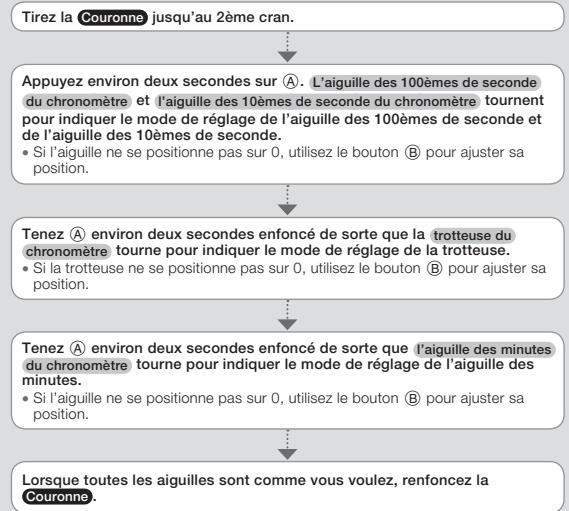 Tirez la Couronne jusqu'au 2ème cran.
Appuyez environ deux secondes sur Ⓐ. L'aiguille des 100èmes de seconde
du chronomètre et l'aiguille des 10èmes de seconde du chronomètre tournent
pour indiquer le mode de réglage de l'aiguille des 100èmes de seconde et
de l'aiguille des 10èmes de seconde.
• Si l'aiguille ne se positionne pas sur 0, utilisez le bouton Ⓑ pour ajuster sa
position.
Tenez Ⓐ environ deux secondes enfoncé de sorte que la trotteuse du
chronomètre tourne pour indiquer le mode de réglage de la trotteuse.
• Si la trotteuse ne se positionne pas sur 0, utilisez le bouton Ⓑ pour ajuster sa
position.
Tenez Ⓐ environ deux secondes enfoncé de sorte que l'aiguille des minutes
du chronomètre tourne pour indiquer le mode de réglage de l'aiguille des
minutes.
• Si l'aiguille ne se positionne pas sur 0, utilisez le bouton Ⓑ pour ajuster sa
position.
Lorsque toutes les aiguilles sont comme vous voulez, renfoncez la
Couronne.